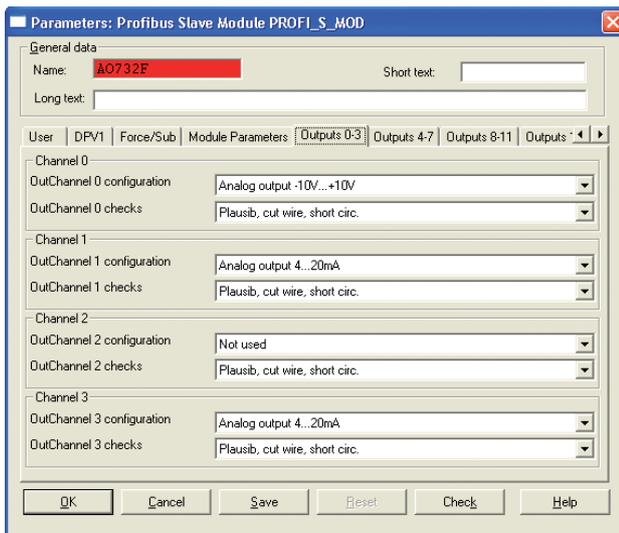 Parameters: Profibus Slave Module PROFI_S_MOD
General data
Name: AO732F Short text:
Long text:
User DPV1 Force/Sub Module Parameters Outputs 0-3 Outputs 4-7 Outputs 8-11 Outputs
Channel 0
OutChannel 0 configuration Analog output -10V...+10V
OutChannel 0 checks Plausib, cut wire, short circ.
Channel 1
OutChannel 1 configuration Analog output 4...20mA
OutChannel 1 checks Plausib, cut wire, short circ.
Channel 2
OutChannel 2 configuration Not used
OutChannel 2 checks Plausib, cut wire, short circ.
Channel 3
OutChannel 3 configuration Analog output 4...20mA
OutChannel 3 checks Plausib, cut wire, short circ.
OK Cancel Save Reset Check Help